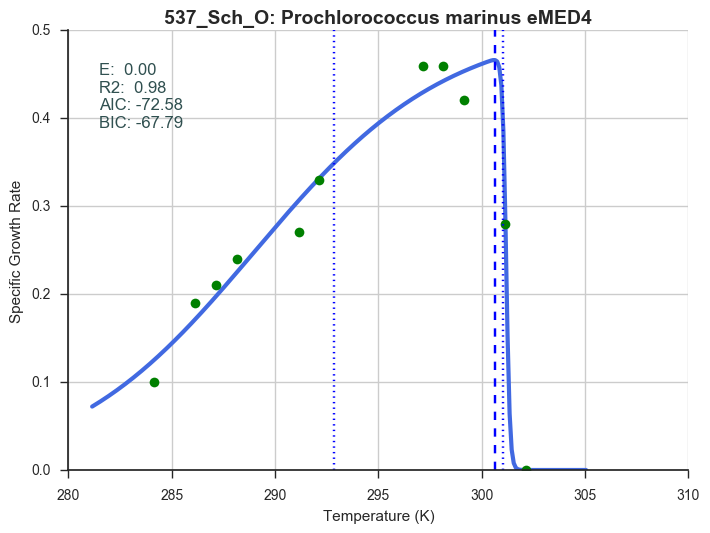 537_Sch_O: Prochlorococcus marinus eMED4
E:  0.00
R2:  0.98
AIC: -72.58
BIC: -67.79
0.5
0.4
0.3
0.2
0.1
0.0
Specific Growth Rate
280 285 290 295 300 305 310
Temperature (K)